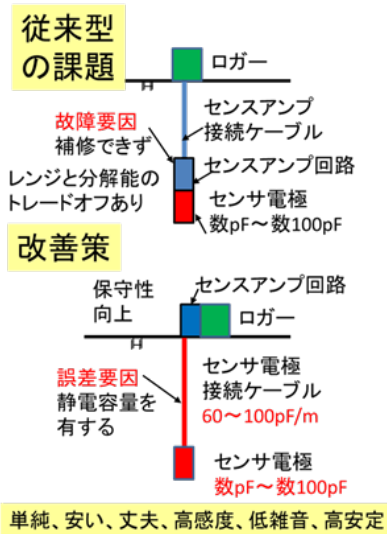 従来型
の課題
ロガー
センスアンプ
接続ケーブル
故障要因
補修できず
センスアンプ回路
レンジと分解能の
トレードオフあり
センサ電極
数pF～数100pF
改善策
センスアンプ回路
保守性
向上
ロガー
誤差要因
静電容量を
有する
センサ電極
接続ケーブル
60～100pF/m
センサ電極
数pF～数100pF
単純、安い、丈夫、高感度、低雑音、高安定